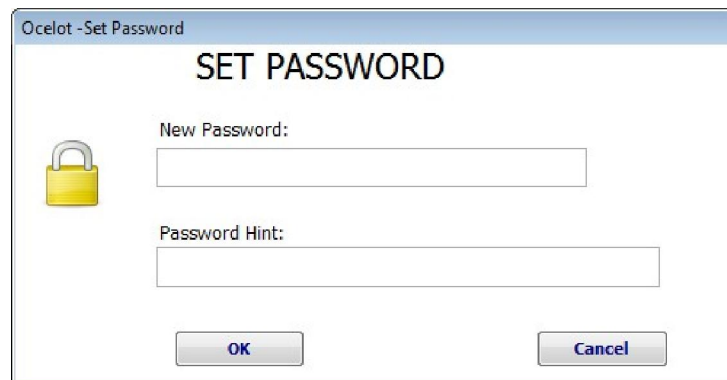 Ocelot -Set Password
SET PASSWORD
New Password:
Password Hint:
OK Cancel